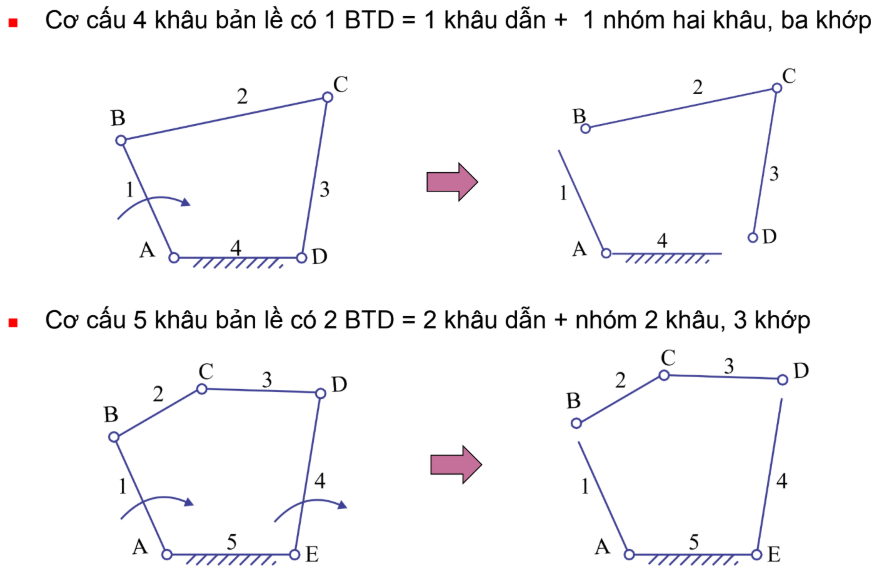 Cơ cấu 4 khâu bản lề có 1 BTD = 1 khâu dẫn + 1 nhóm hai khâu, ba khớp
B 2 C
1 3
A 4 D
B 2 C
1 3
A 4 D
Cơ cấu 5 khâu bản lề có 2 BTD = 2 khâu dẫn + nhóm 2 khâu, 3 khớp
B 2 C 3 D
1 4
A 5 E
B 2 C 3 D
1 4
A 5 E